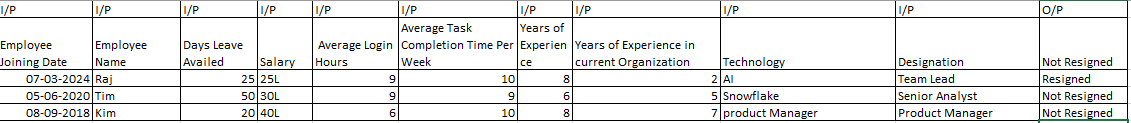 I/P I/P I/P I/P I/P I/P I/P I/P I/P I/P O/P
Employee Joining Date Employee Name Days Leave Availed Salary Average Login Hours Average Task Completion Time Per Week Years of Experience Years of Experience in current Organization Technology Designation Not Resigned
07-03-2024 Raj 25 25L 9 10 8 2 AI Team Lead Resigned
05-06-2020 Tim 50 30L 9 9 6 5 Snowflake Senior Analyst Not Resigned
08-09-2018 Kim 20 40L 6 10 8 7 product Manager Product Manager Not Resigned